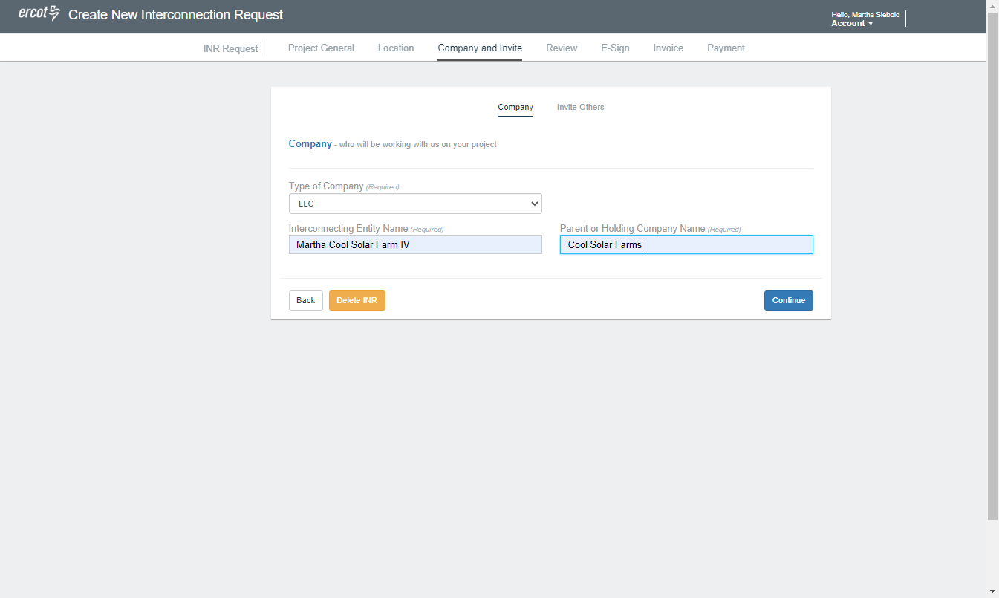 ercot Create New Interconnection Request
Hello, Martha Siebold
Account
INR Request Project General Location Company and Invite Review E-Sign Invoice Payment
Company Invite Others
Company - who will be working with us on your project
Type of Company (Required)
LLC
Interconnecting Entity Name (Required) Parent or Holding Company Name (Required)
Martha Cool Solar Farm IV Cool Solar Farms
Back Delete INR Continue